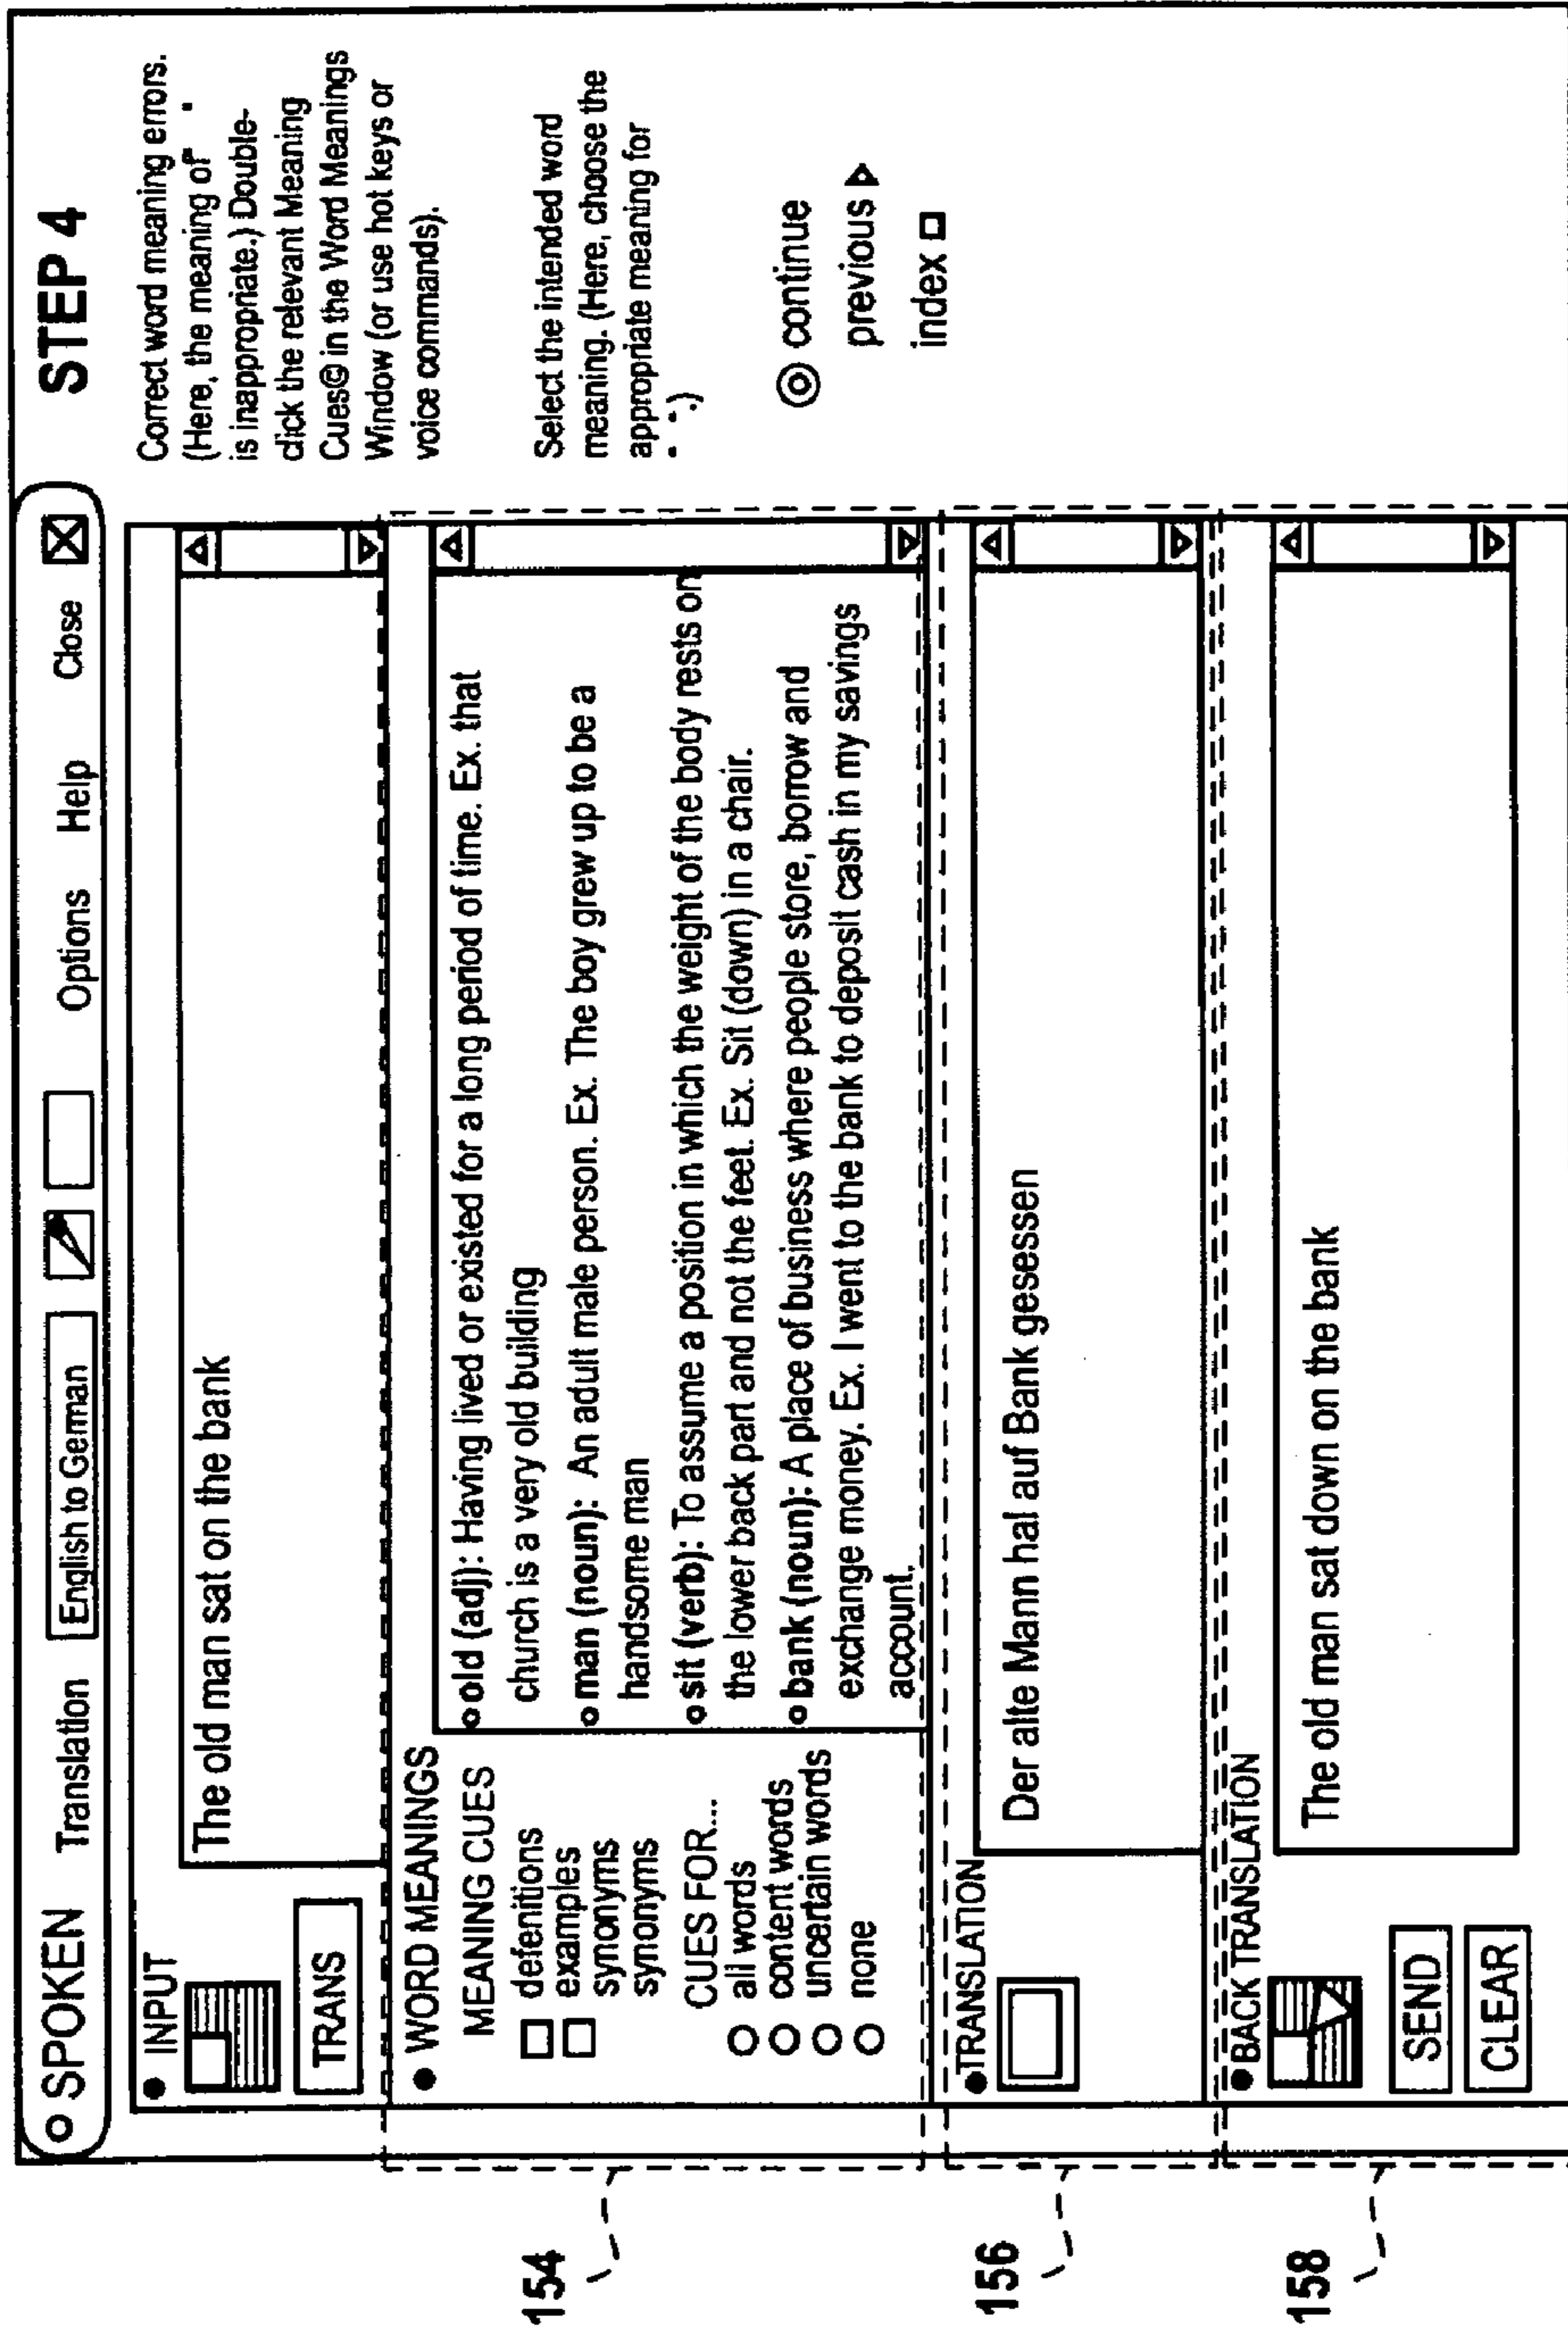 SPOKEN Translation English to German Options Help Close
STEP 4
INPUT
TRANS
The old man sat on the bank
WORD MEANINGS
MEANING CUES
defenitions
examples
synonyms
synonyms
CUES FOR...
all words
content words
uncertain words
none
old (adj): Having lived or existed for a long period of time. Ex. that
church is a very old building
man (noun): An adult male person. Ex. The boy grew up to be a
handsome man
sit (verb): To assume a position in which the weight of the body rests on
the lower back part and not the feet. Ex. Sit (down) in a chair.
bank (noun): A place of business where people store, borrow and
exchange money. Ex. I went to the bank to deposit cash in my savings
account.
TRANSLATION
Der alte Mann hal auf Bank gesessen
BACK TRANSLATION
SEND
CLEAR
The old man sat down on the bank
Correct word meaning errors.
(Here, the meaning of " "
is inappropriate.) Double-
click the relevant Meaning
Cues© in the Word Meanings
Window (or use hot keys or
voice commands).
Select the intended word
meaning. (Here, choose the
appropriate meaning for
" ".)
continue
previous
index
154
156
158